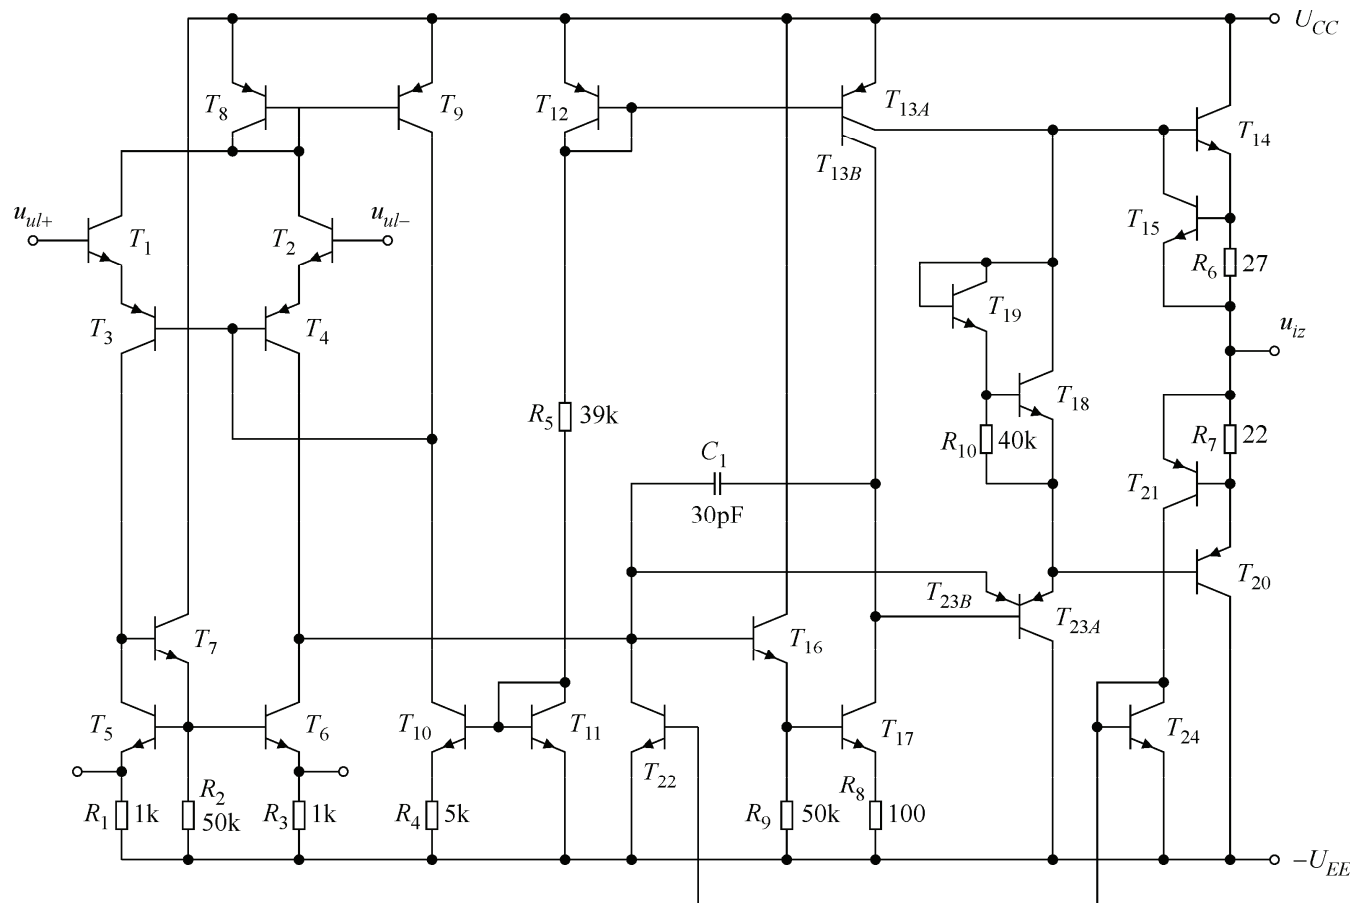 U_CC
T_8
T_9
T_12
T_13A
T_14
T_13B
u_ul+
T_1
T_2
u_ul−
T_15
R_6 27
T_3
T_4
T_19
u_iz
T_18
R_5 39k
R_10 40k
R_7 22
C_1
30pF
T_21
T_23B
T_23A
T_20
T_7
T_16
T_5
T_6
T_10
T_11
T_22
T_17
T_24
R_1 1k
R_2
50k
R_3 1k
R_4 5k
R_9 50k
R_8
100
−U_EE